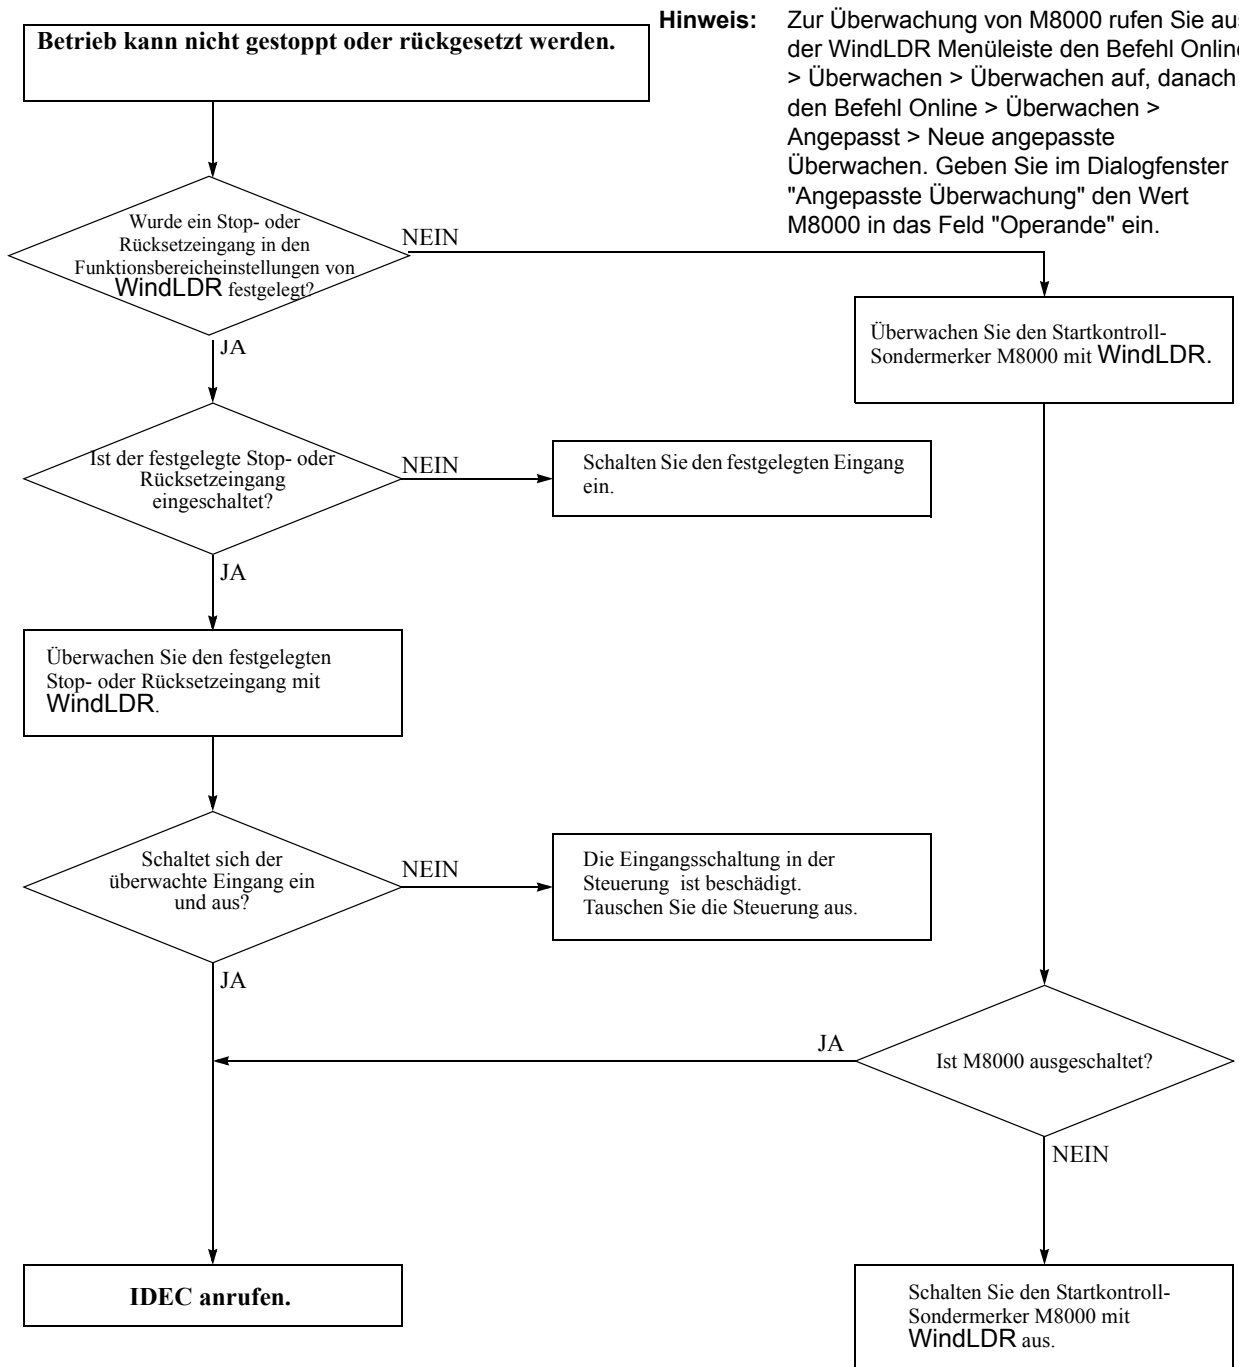 Betrieb kann nicht gestoppt oder rückgesetzt werden.
Hinweis: Zur Überwachung von M8000 rufen Sie aus
der WindLDR Menüleiste den Befehl Online
> Überwachen > Überwachen auf, danach
den Befehl Online > Überwachen >
Angepasst > Neue angepasste
Überwachen. Geben Sie im Dialogfenster
"Angepasste Überwachung" den Wert
M8000 in das Feld "Operande" ein.
Wurde ein Stop- oder
Rücksetzeingang in den
Funktionsbereicheinstellungen von
WindLDR festgelegt?
NEIN
JA
Überwachen Sie den Startkontroll-
Sondermerker M8000 mit WindLDR.
Ist der festgelegte Stop- oder
Rücksetzeingang
eingeschaltet?
NEIN
Schalten Sie den festgelegten Eingang
ein.
JA
Überwachen Sie den festgelegten
Stop- oder Rücksetzeingang mit
WindLDR.
Schaltet sich der
überwachte Eingang ein
und aus?
NEIN
Die Eingangsschaltung in der
Steuerung ist beschädigt.
Tauschen Sie die Steuerung aus.
JA
JA
Ist M8000 ausgeschaltet?
NEIN
IDEC anrufen.
Schalten Sie den Startkontroll-
Sondermerker M8000 mit
WindLDR aus.